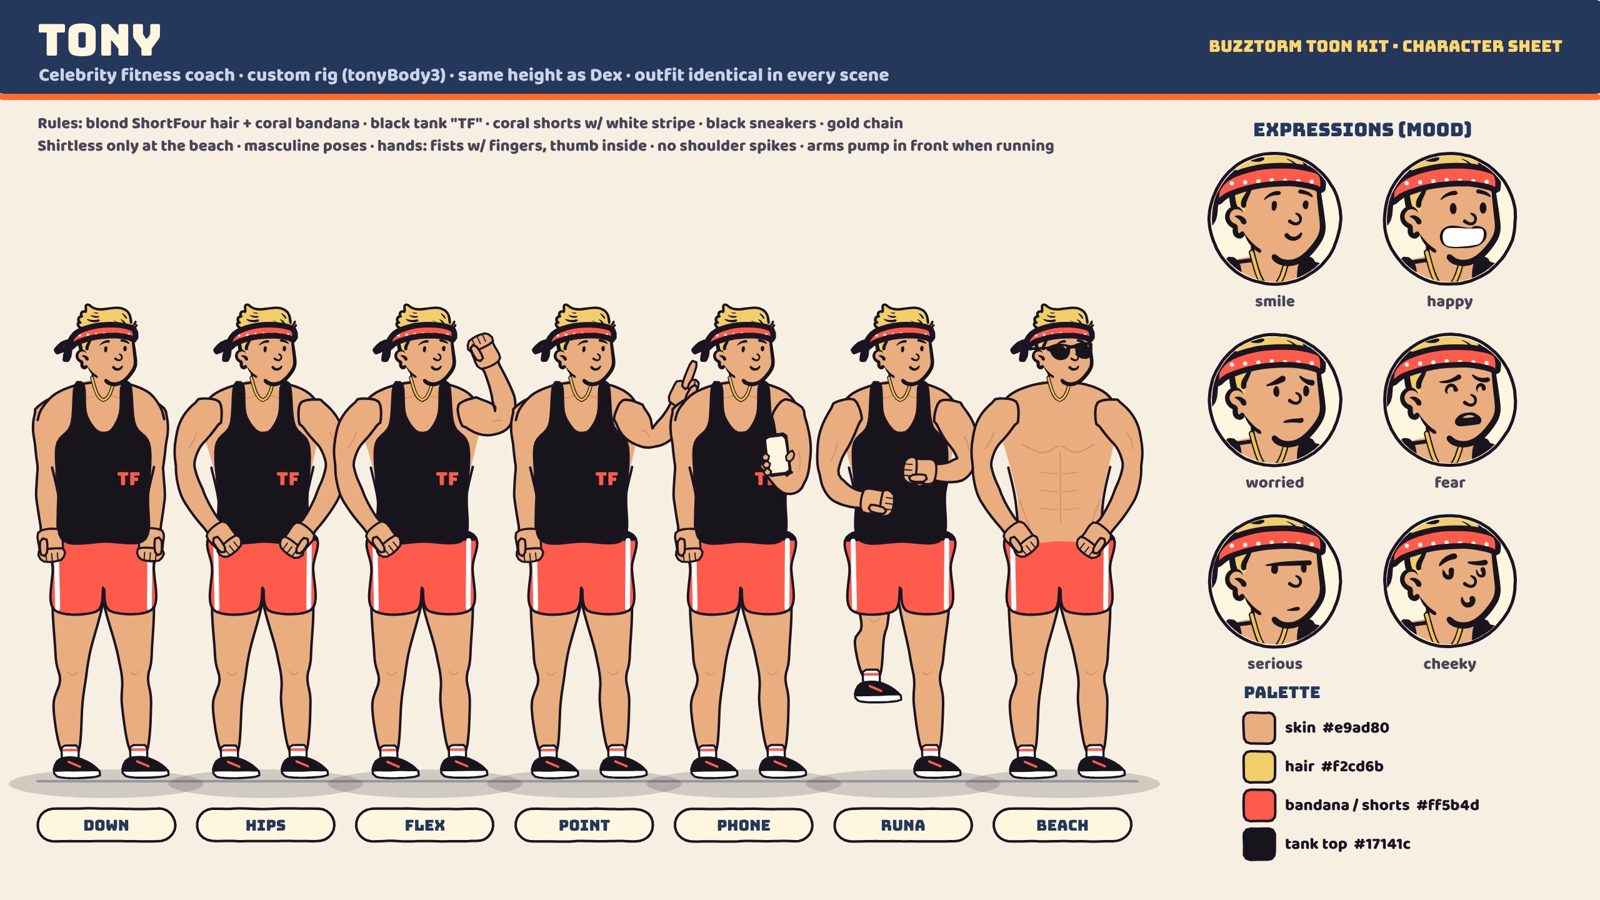 TONY
BUZZTORM TOON KIT · CHARACTER SHEET
Celebrity fitness coach · custom rig (tonyBody3) · same height as Dex · outfit identical in every scene
Rules: blond ShortFour hair + coral bandana · black tank "TF" · coral shorts w/ white stripe · black sneakers · gold chain
Shirtless only at the beach · masculine poses · hands: fists w/ fingers, thumb inside · no shoulder spikes · arms pump in front when running
EXPRESSIONS (MOOD)
smile
happy
worried
fear
serious
cheeky
TF
TF
TF
TF
TF
DOWN
HIPS
FLEX
POINT
PHONE
RUNA
BEACH
PALETTE
skin #e9ad80
hair #f2cd6b
bandana / shorts #ff5b4d
tank top #17141c